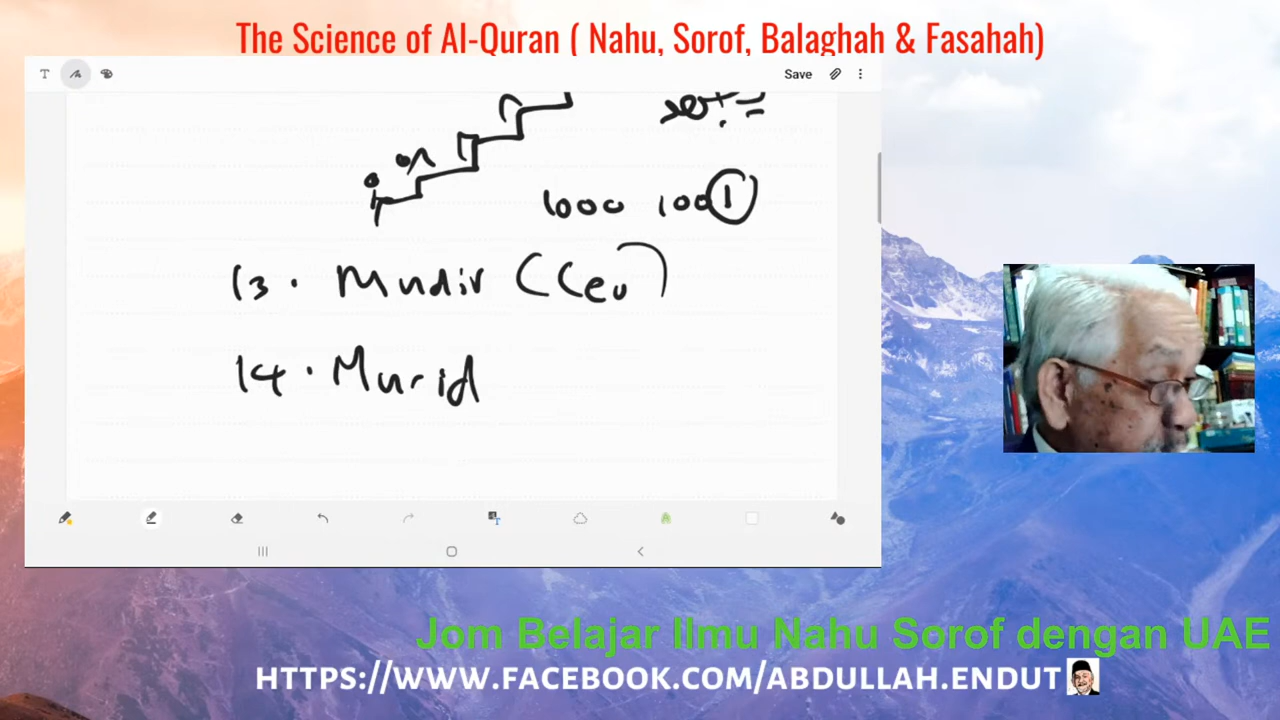 The Science of Al-Quran ( Nahu, Sorof, Balaghah & Fasahah)
T
Save
1000 1001
13. Mudir (Ceo)
14. Murid
Jom Belajar Ilmu Nahu Sorof dengan UAE
HTTPS://WWW.FACEBOOK.COM/ABDULLAH.ENDUT